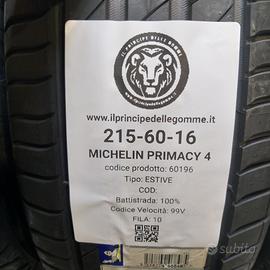 IL PRINCIPE DELLE GOMME
www.ilprincipedellegomme.it
215-60-16
MICHELIN PRIMACY 4
codice prodotto: 60196
Tipo: ESTIVE
COD:
Battistrada: 100%
Codice Velocità: 99V
FILA: 10
subito